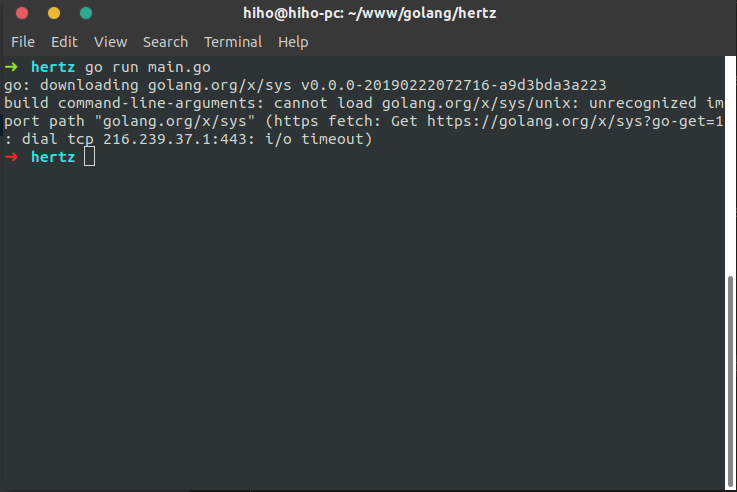 hiho@hiho-pc: ~/www/golang/hertz
File Edit View Search Terminal Help
➜ hertz go run main.go
go: downloading golang.org/x/sys v0.0.0-20190222072716-a9d3bda3a223
build command-line-arguments: cannot load golang.org/x/sys/unix: unrecognized im
port path "golang.org/x/sys" (https fetch: Get https://golang.org/x/sys?go-get=1
: dial tcp 216.239.37.1:443: i/o timeout)
➜ hertz